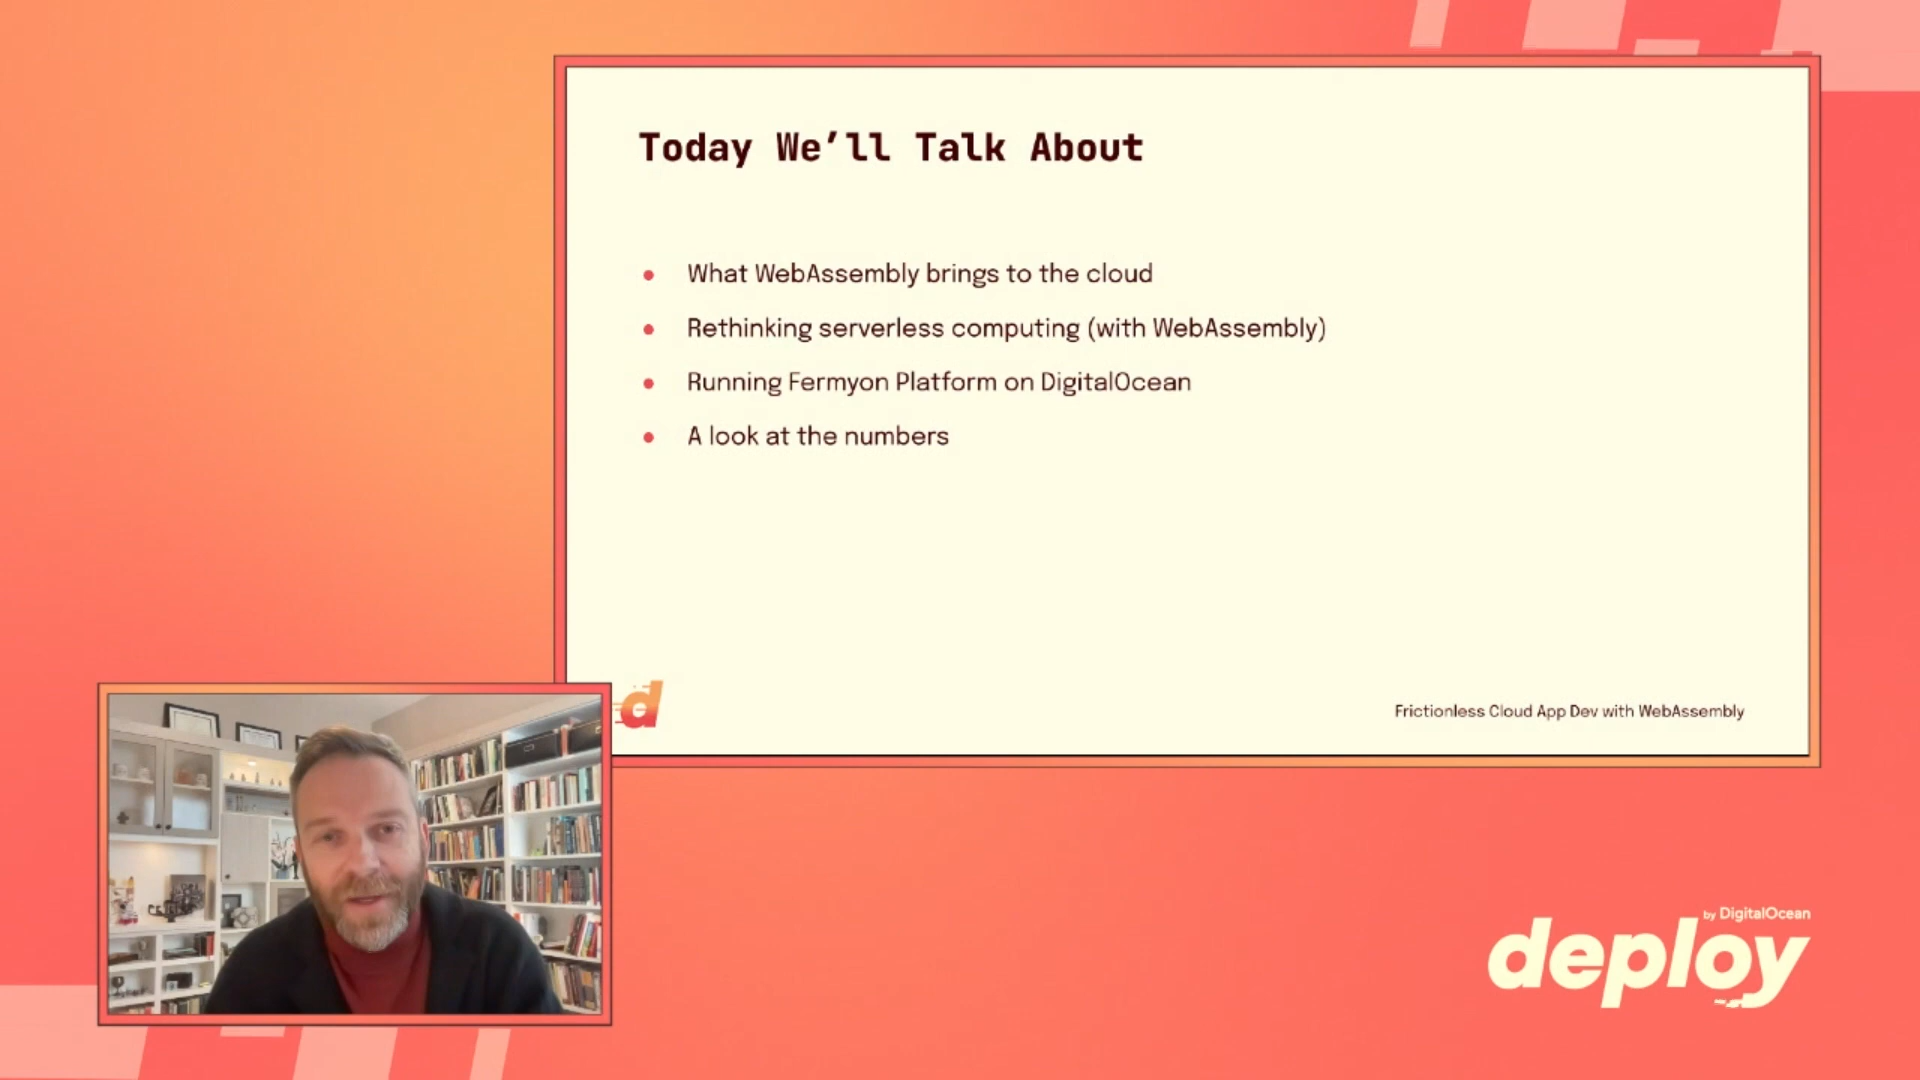 Today We’ll Talk About
What WebAssembly brings to the cloud
Rethinking serverless computing (with WebAssembly)
Running Fermyon Platform on DigitalOcean
A look at the numbers
d
Frictionless Cloud App Dev with WebAssembly
by DigitalOcean
deploy